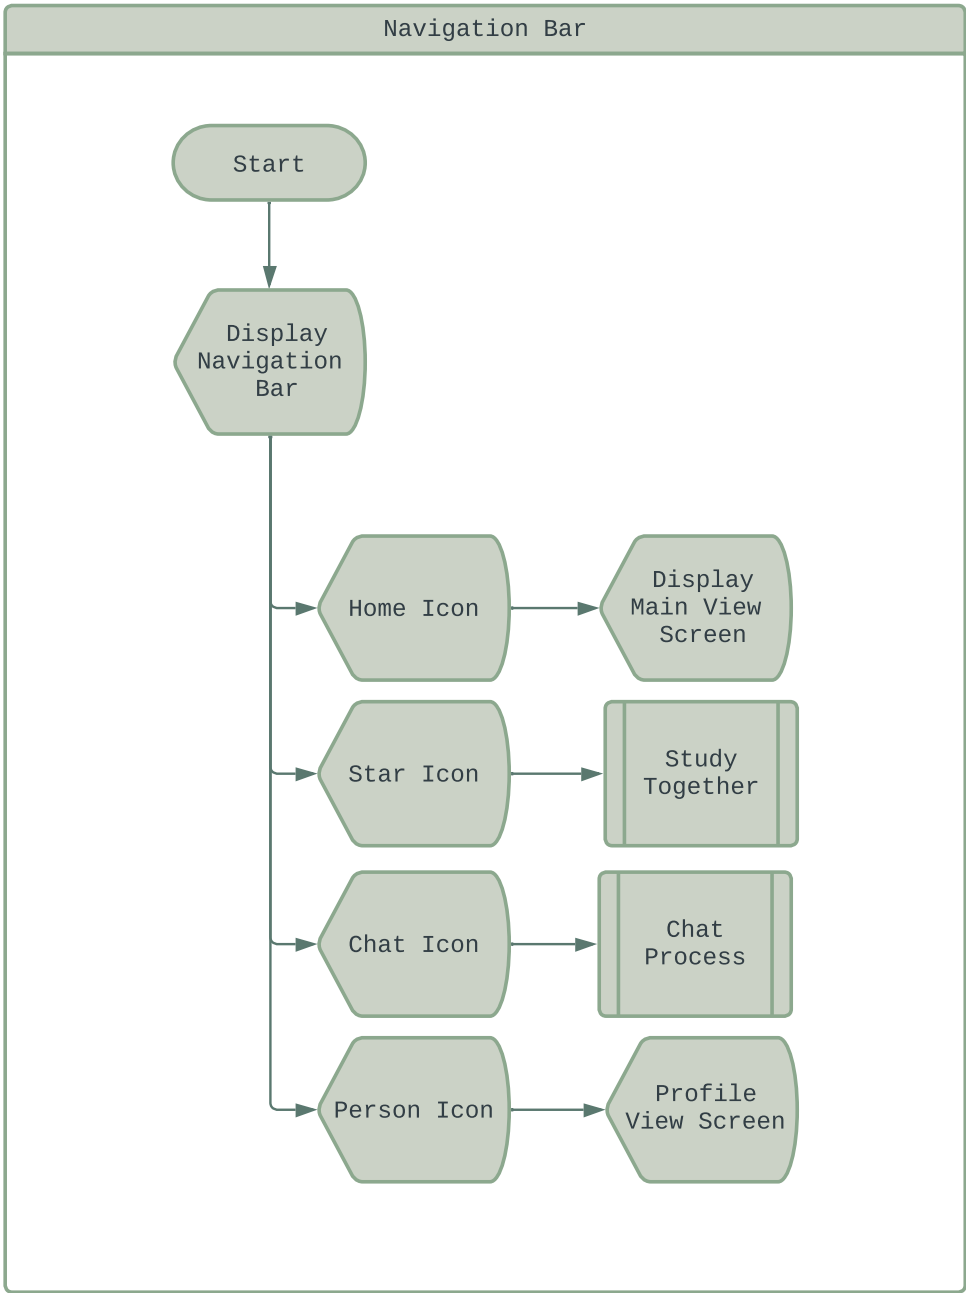 Navigation Bar
Start
Display
Navigation
Bar
Home Icon
Display
Main View
Screen
Star Icon
Study
Together
Chat Icon
Chat
Process
Person Icon
Profile
View Screen